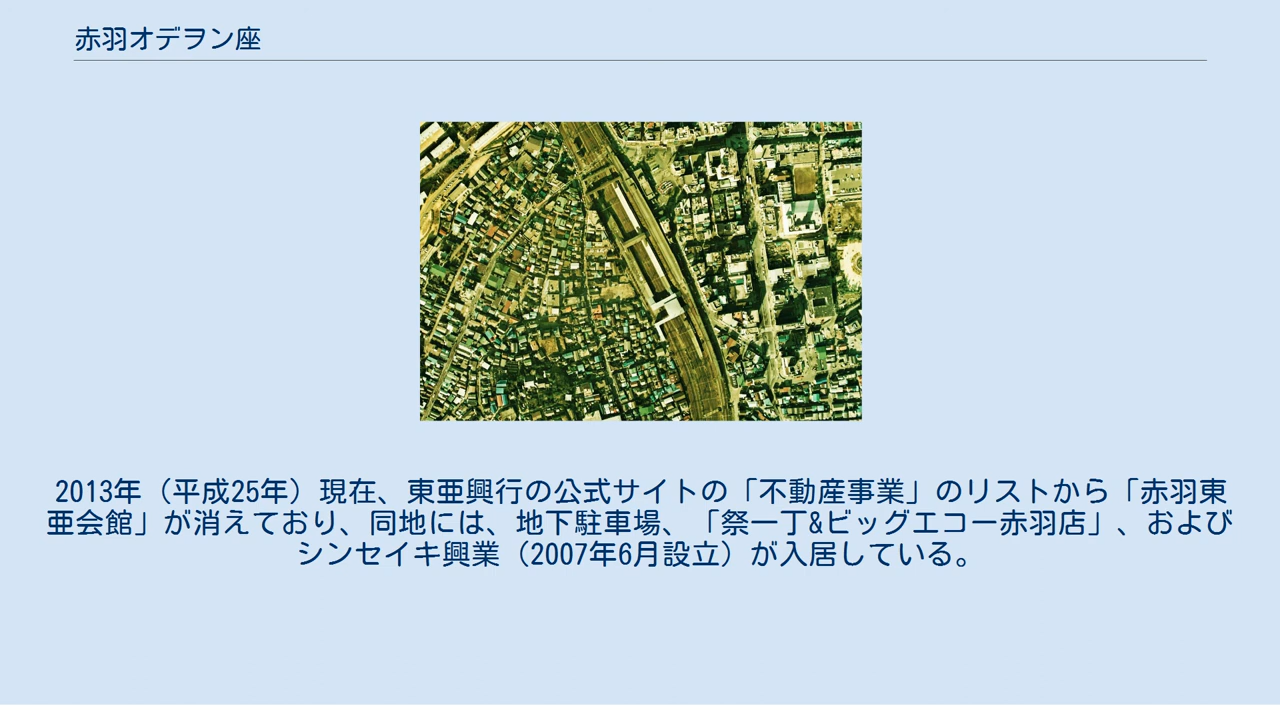 赤羽オデヲン座
2013年（平成25年）現在、東亜興行の公式サイトの「不動産事業」のリストから「赤羽東
亜会館」が消えており、同地には、地下駐車場、「祭一丁&ビッグエコー赤羽店」、および
シンセイキ興業（2007年6月設立）が入居している。